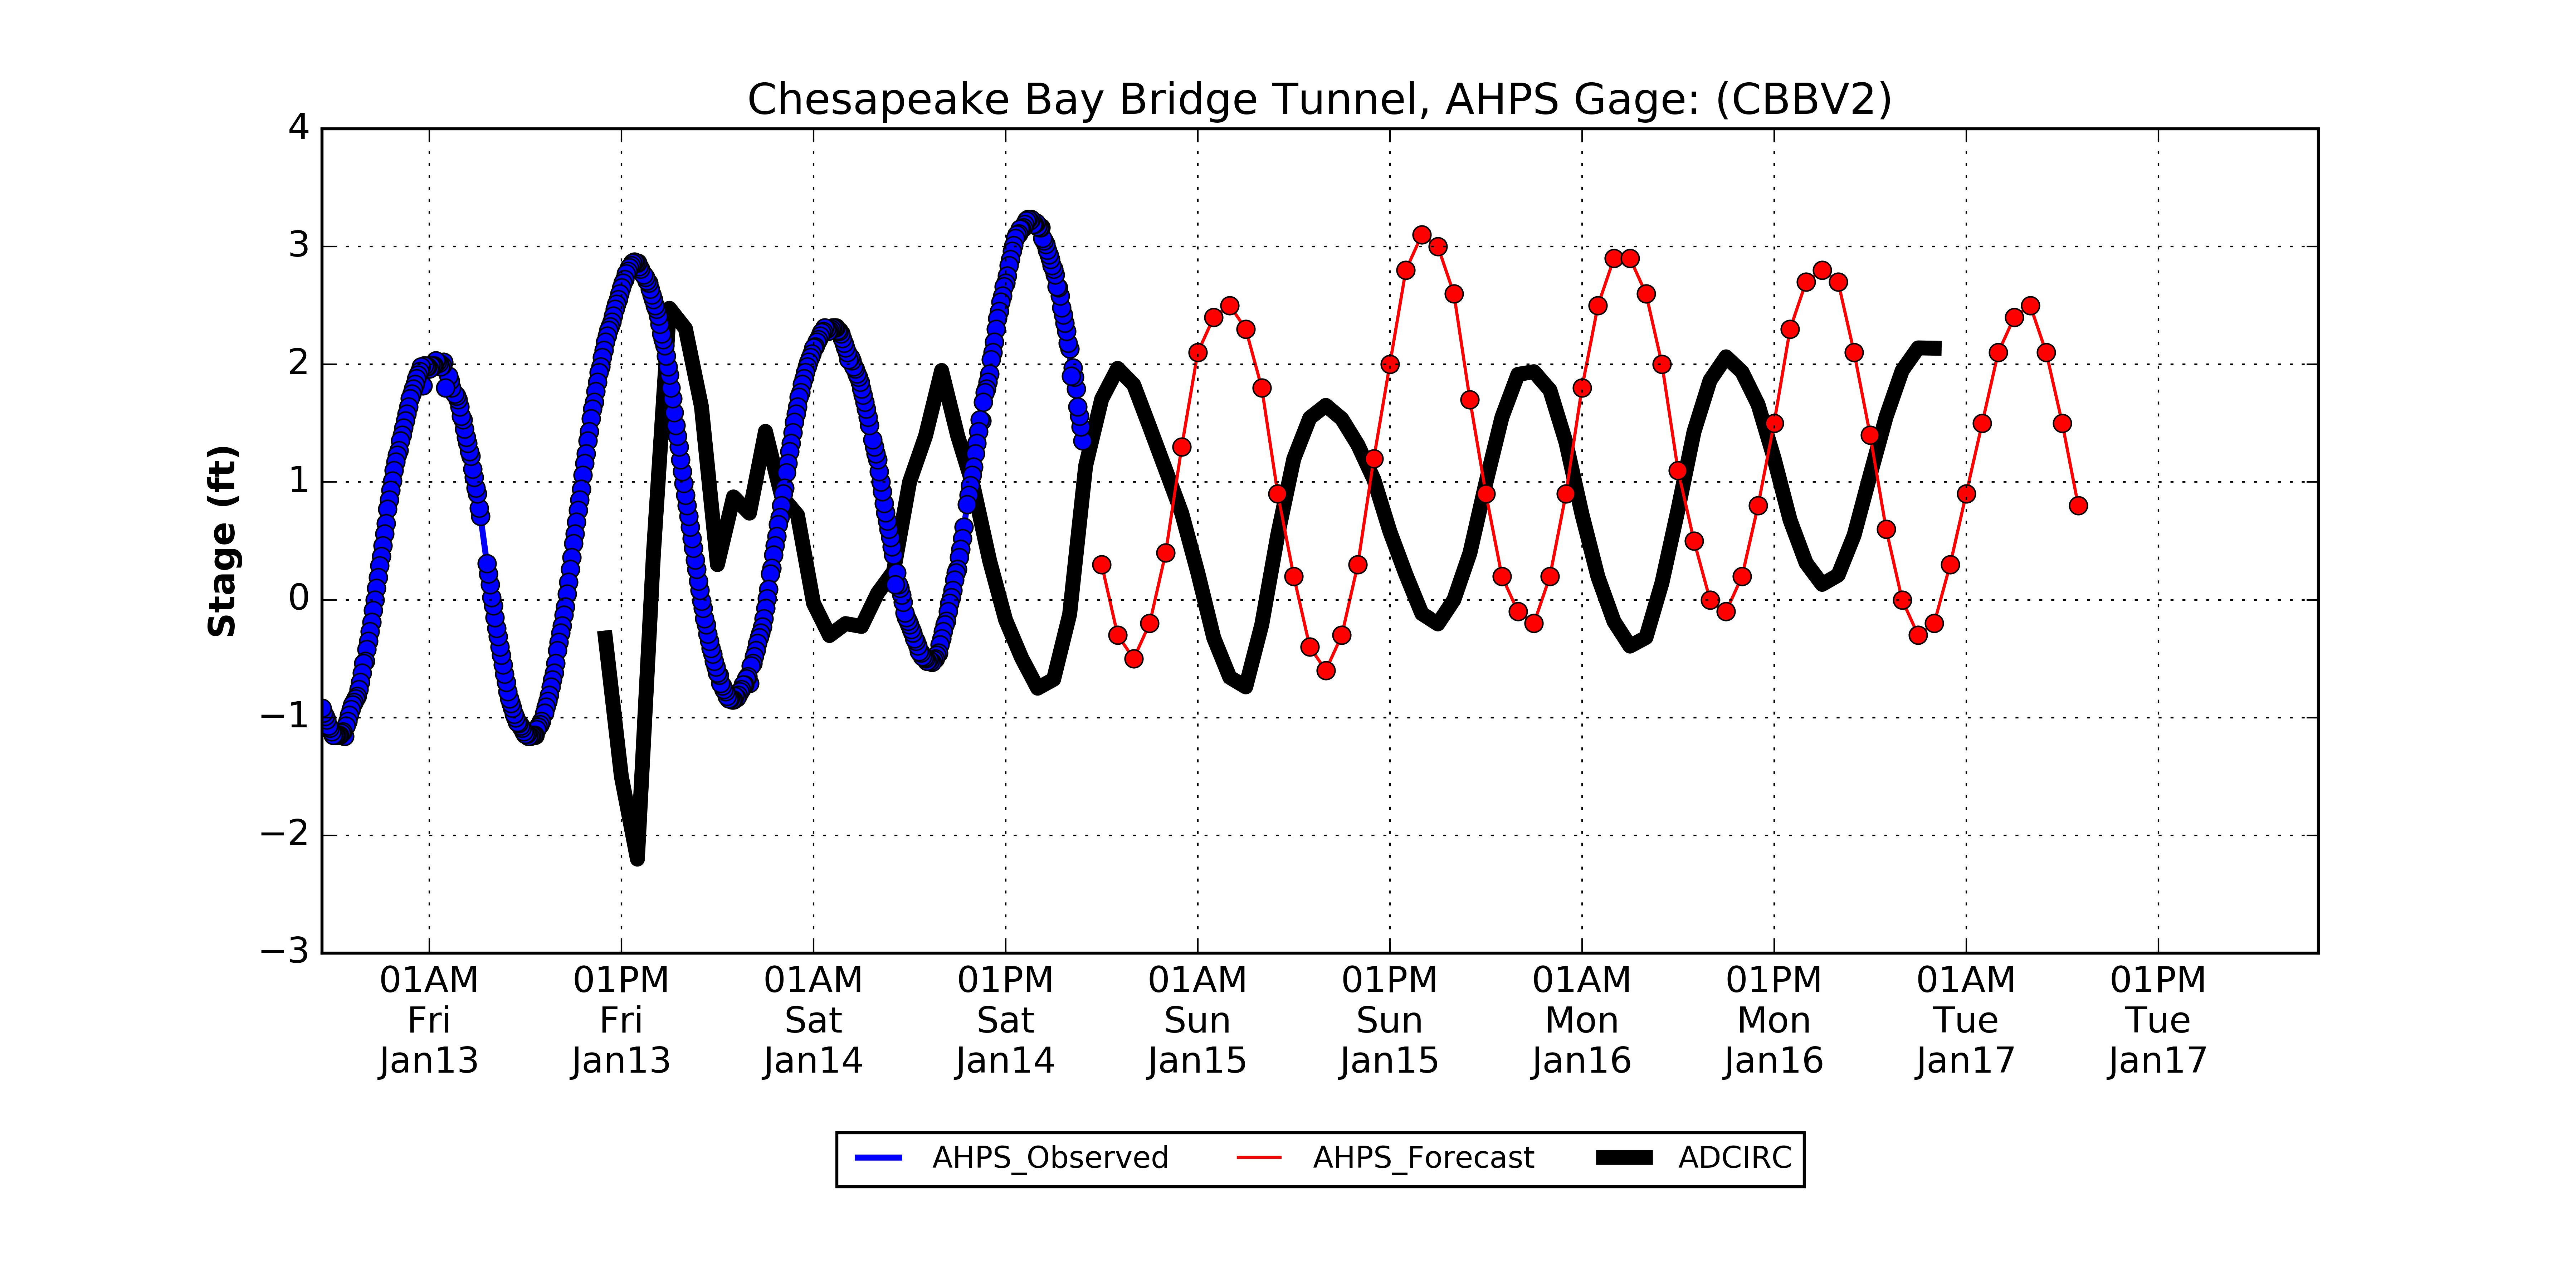 Chesapeake Bay Bridge Tunnel, AHPS Gage: (CBBV2)
4
3
2
1
0
−1
−2
−3
Stage (ft)
01AM 01PM 01AM 01PM 01AM 01PM 01AM 01PM 01AM 01PM
Fri Fri Sat Sat Sun Sun Mon Mon Tue Tue
Jan13 Jan13 Jan14 Jan14 Jan15 Jan15 Jan16 Jan16 Jan17 Jan17
AHPS_Observed AHPS_Forecast ADCIRC